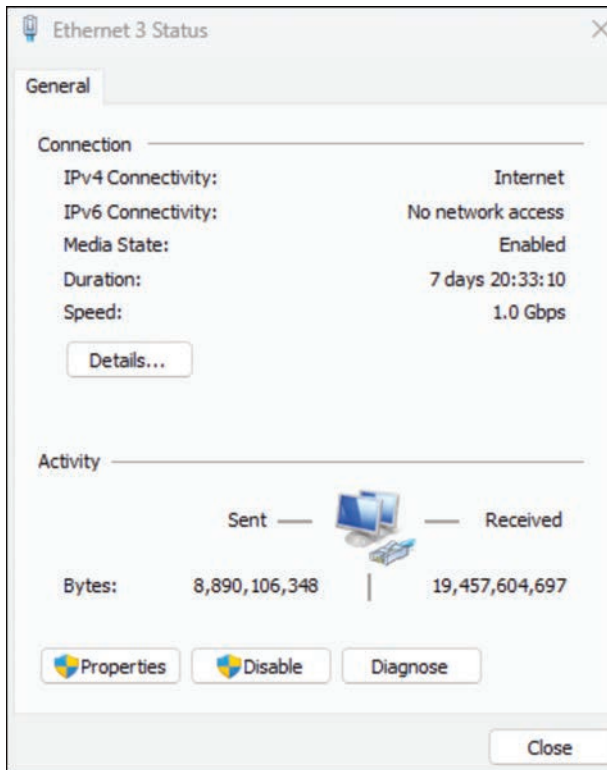 Ethernet 3 Status
General
Connection
IPv4 Connectivity: Internet
IPv6 Connectivity: No network access
Media State: Enabled
Duration: 7 days 20:33:10
Speed: 1.0 Gbps
Details...
Activity
Sent Received
Bytes: 8,890,106,348 19,457,604,697
Properties Disable Diagnose
Close